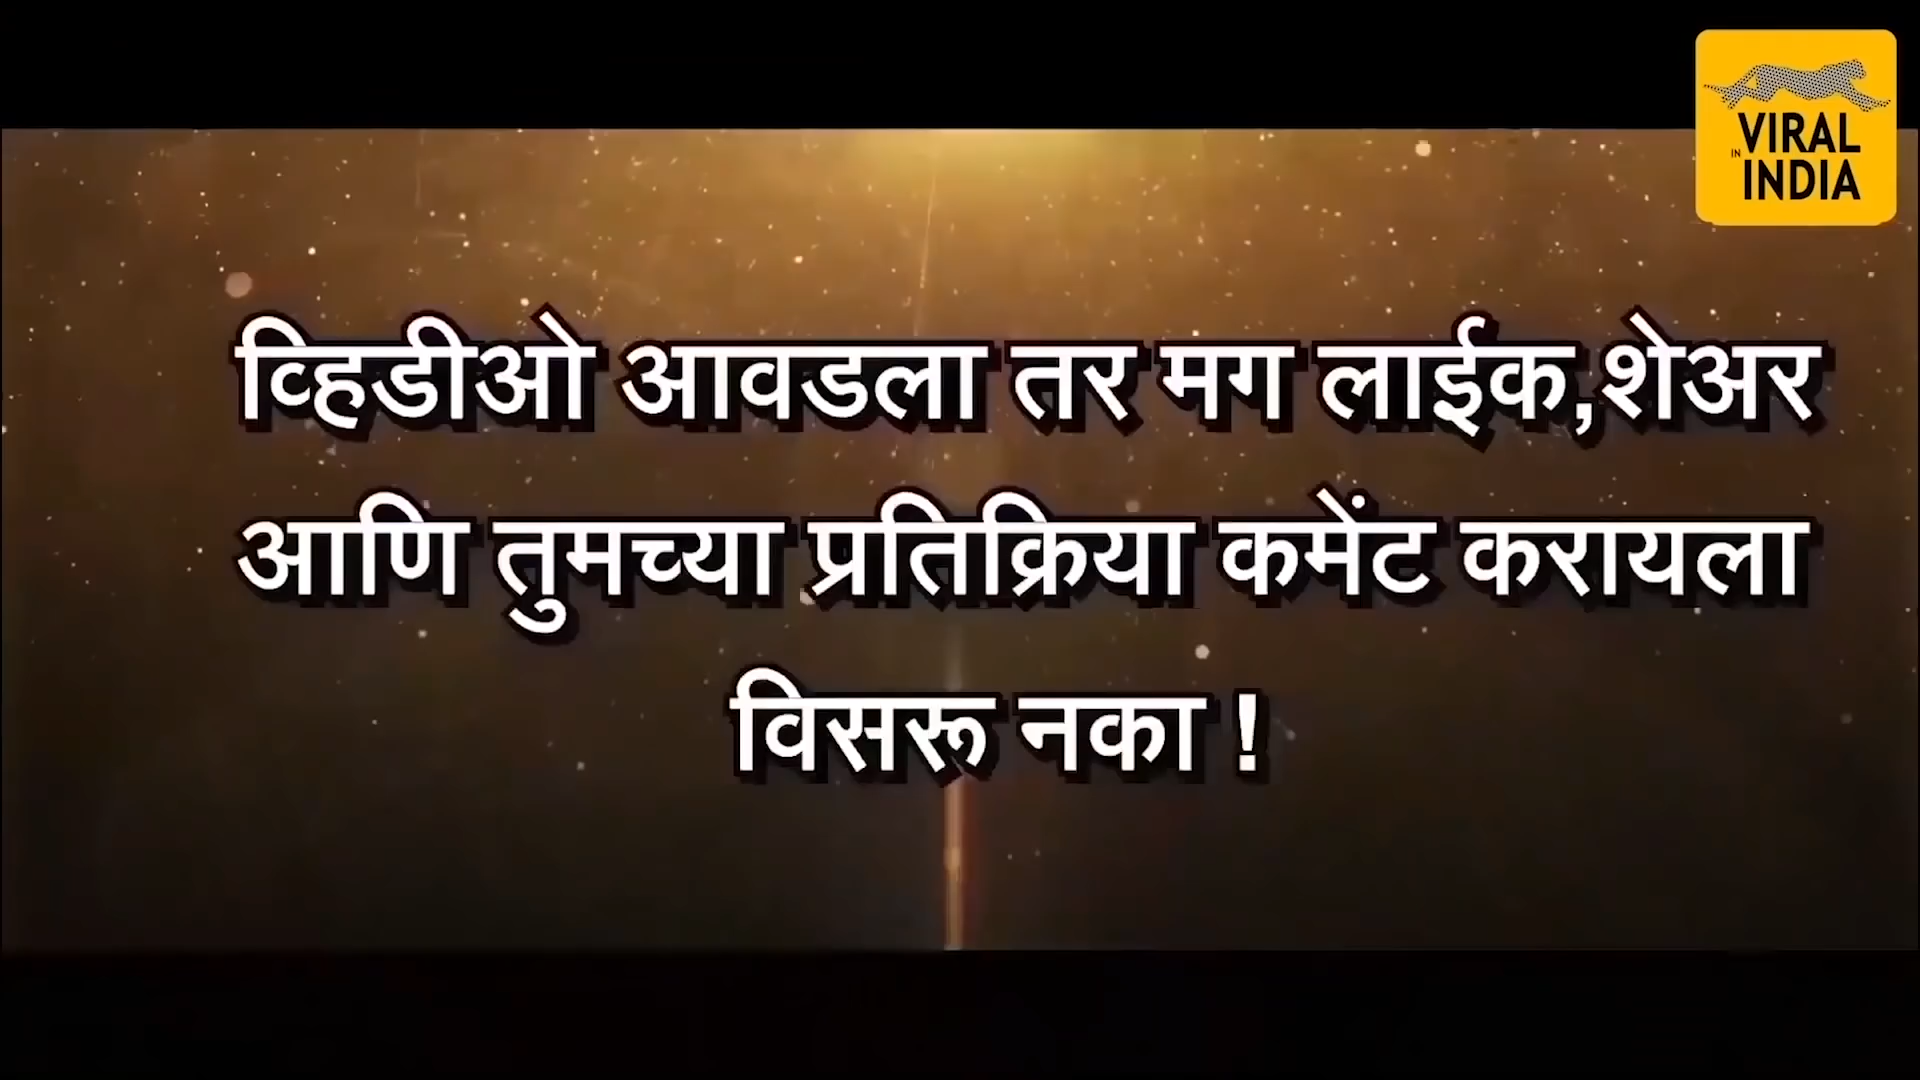 VIRAL
IN
INDIA
व्हिडीओ आवडला तर मग लाईक,शेअर
आणि तुमच्या प्रतिक्रिया कमेंट करायला
विसरू नका !